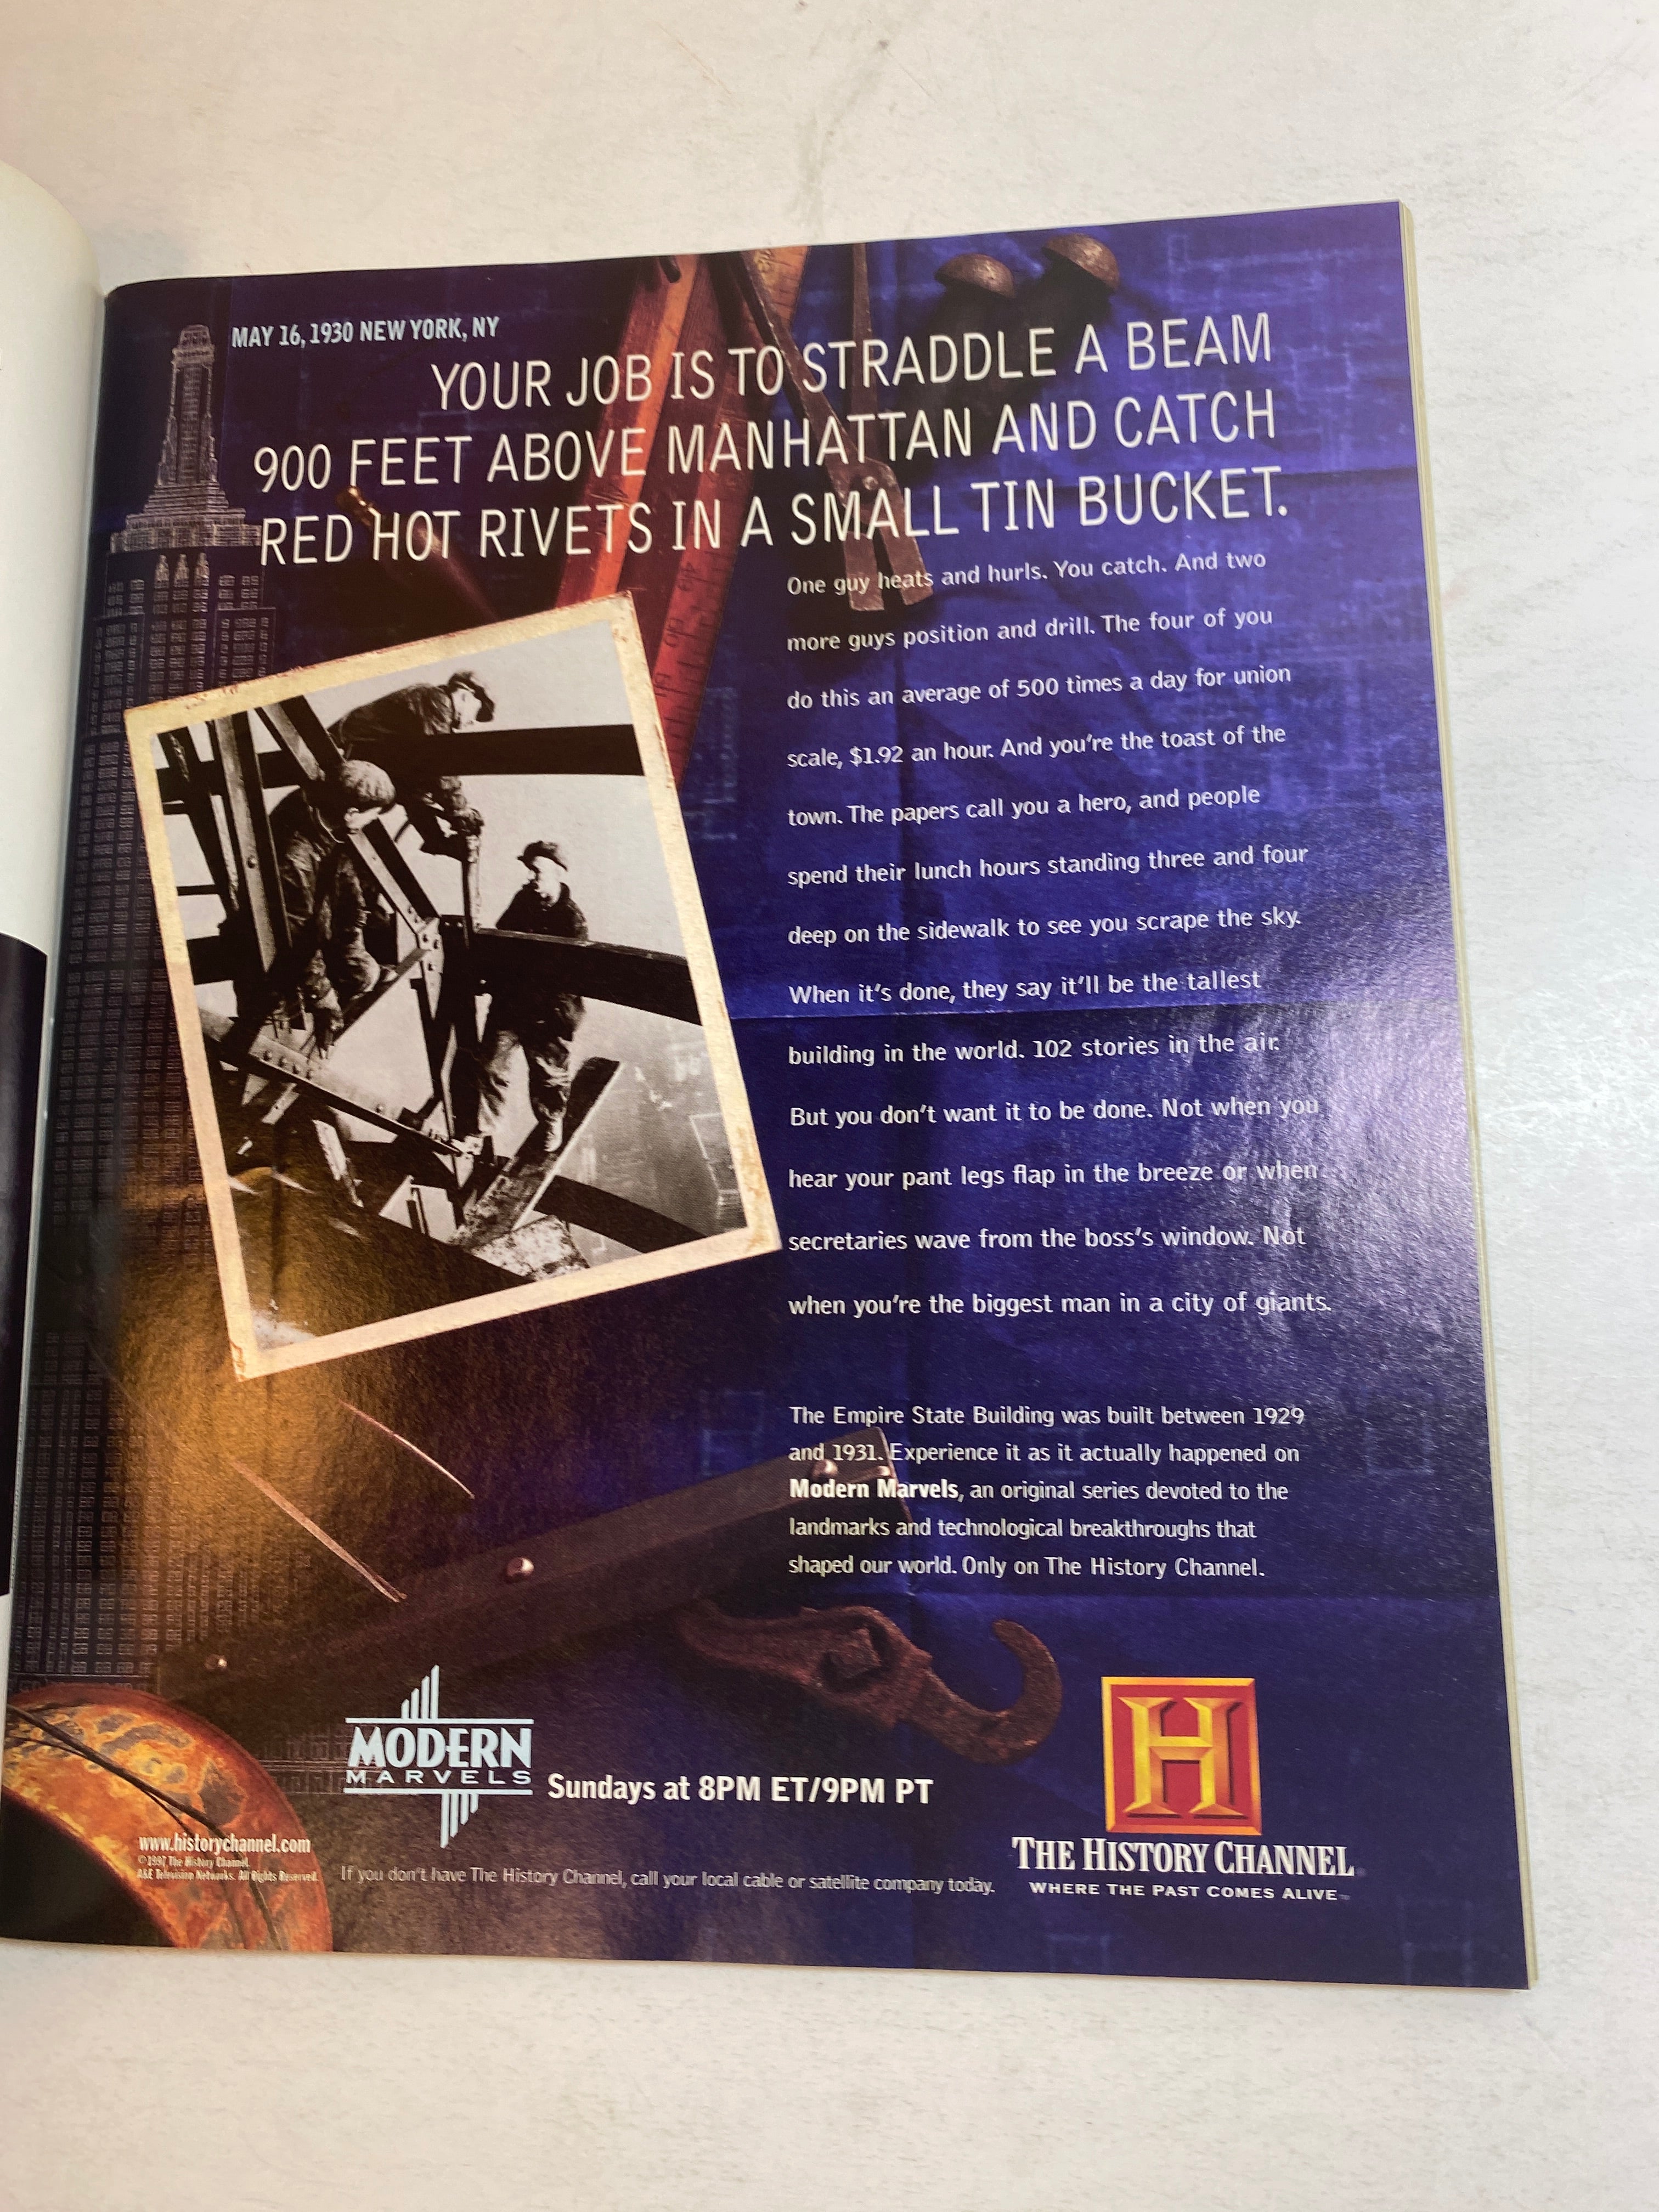 MAY 16, 1930 NEW YORK, NY
YOUR JOB IS TO STRADDLE A BEAM
900 FEET ABOVE MANHATTAN AND CATCH
RED HOT RIVETS IN A SMALL TIN BUCKET.
One guy heats and hurls. You catch. And two
more guys position and drill. The four of you
do this an average of 500 times a day for union
scale, $1.92 an hour. And you're the toast of the
town. The papers call you a hero, and people
spend their lunch hours standing three and four
deep on the sidewalk to see you scrape the sky.
When it's done, they say it'll be the tallest
building in the world. 102 stories in the air.
But you don't want it to be done. Not when you
hear your pant legs flap in the breeze or when
secretaries wave from the boss's window. Not
when you're the biggest man in a city of giants.
The Empire State Building was built between 1929
and 1931. Experience it as it actually happened on
Modern Marvels, an original series devoted to the
landmarks and technological breakthroughs that
shaped our world. Only on The History Channel.
MODERN
MARVELS
Sundays at 8PM ET/9PM PT
H
THE HISTORY CHANNEL
WHERE THE PAST COMES ALIVE™
www.historychannel.com
©1997 The History Channel.
A&E Television Networks. All Rights Reserved.
If you don't have The History Channel, call your local cable or satellite company today.